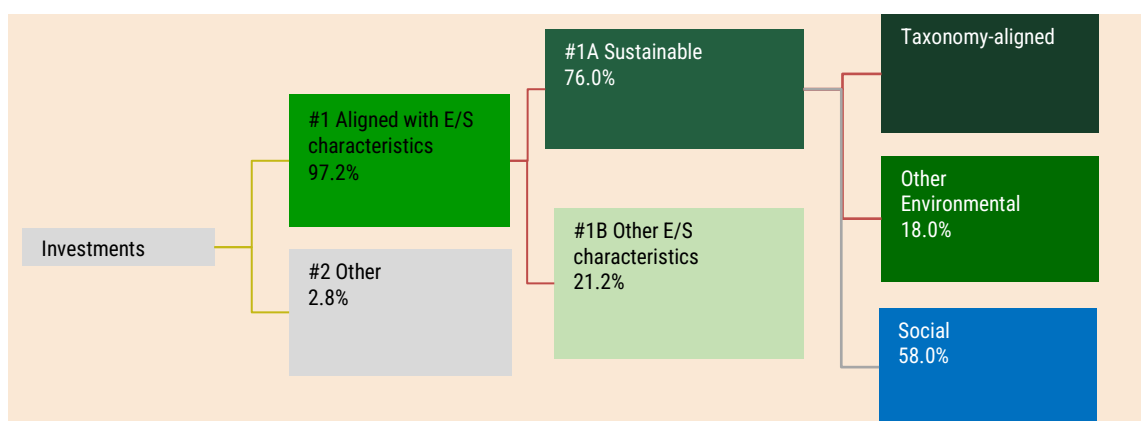 Investments
#1 Aligned with E/S
characteristics
97.2%
#2 Other
2.8%
#1A Sustainable
76.0%
#1B Other E/S
characteristics
21.2%
Taxonomy-aligned
Other
Environmental
18.0%
Social
58.0%